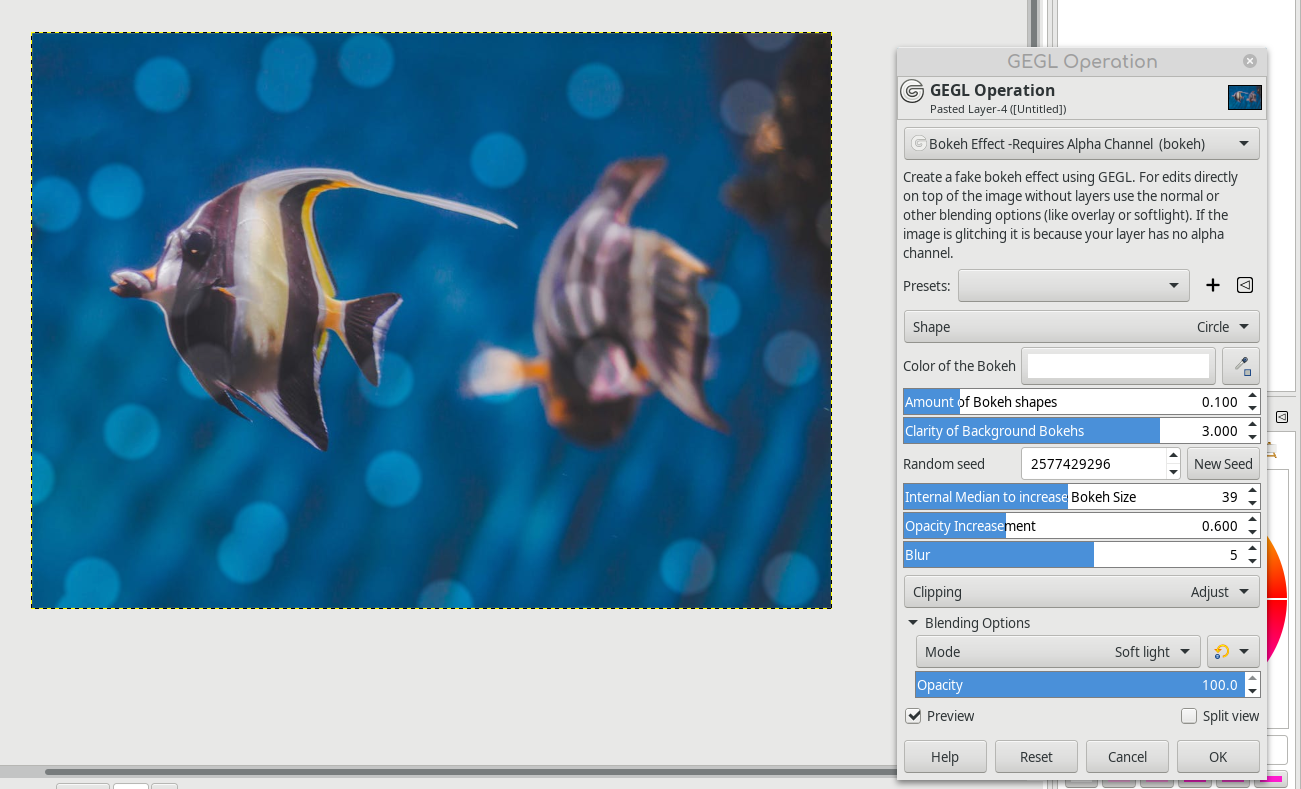 GEGL Operation
GEGL Operation
Pasted Layer-4 ([Untitled])
Bokeh Effect -Requires Alpha Channel (bokeh)
Create a fake bokeh effect using GEGL. For edits directly
on top of the image without layers use the normal or
other blending options (like overlay or softlight). If the
image is glitching it is because your layer has no alpha
channel.
Presets:
Shape Circle
Color of the Bokeh
Amount of Bokeh shapes 0.100
Clarity of Background Bokehs 3.000
Random seed 2577429296 New Seed
Internal Median to increase Bokeh Size 39
Opacity Increasement 0.600
Blur 5
Clipping Adjust
Blending Options
Mode Soft light
Opacity 100.0
Preview Split view
Help Reset Cancel OK